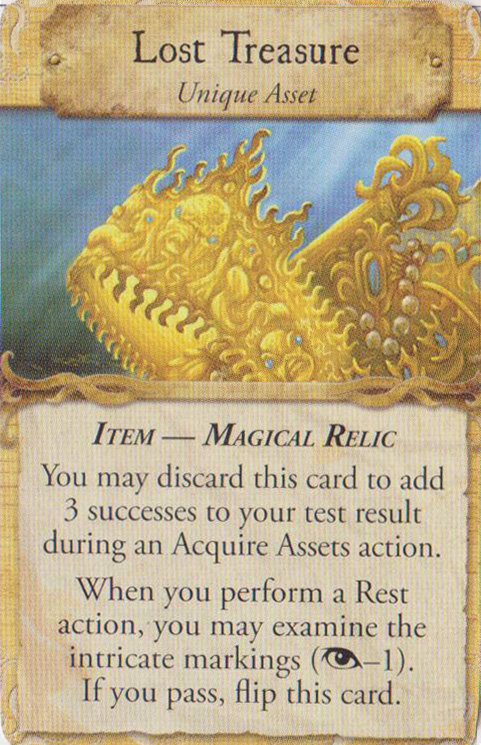 Lost Treasure
Unique Asset
Item — Magical Relic
You may discard this card to add
3 successes to your test result
during an Acquire Assets action.
When you perform a Rest
action, you may examine the
intricate markings (–1).
If you pass, flip this card.